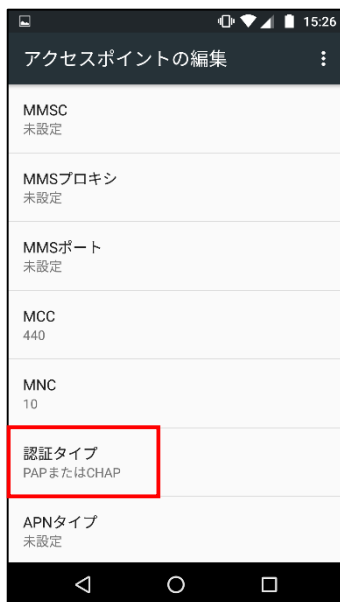 15:26
アクセスポイントの編集
MMSC
未設定
MMSプロキシ
未設定
MMSポート
未設定
MCC
440
MNC
10
認証タイプ
PAPまたはCHAP
APNタイプ
未設定